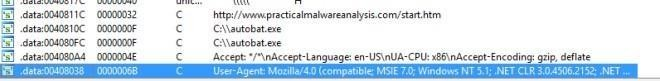 .data:0040811C 00000032 C http://www.practicalmalwareanalysis.com/start.htm
.data:0040810C 0000000F C C:\\autobat.exe
.data:004080FC 0000000F C C:\\autobat.exe
.data:004080A4 0000004E C Accept: */*\nAccept-Language: en-US\nUA-CPU: x86\nAccept-Encoding: gzip, deflate
.data:00408038 0000006B C User-Agent: Mozilla/4.0 (compatible; MSIE 7.0; Windows NT 5.1; .NET CLR 3.0.4506.2152; .NET ...